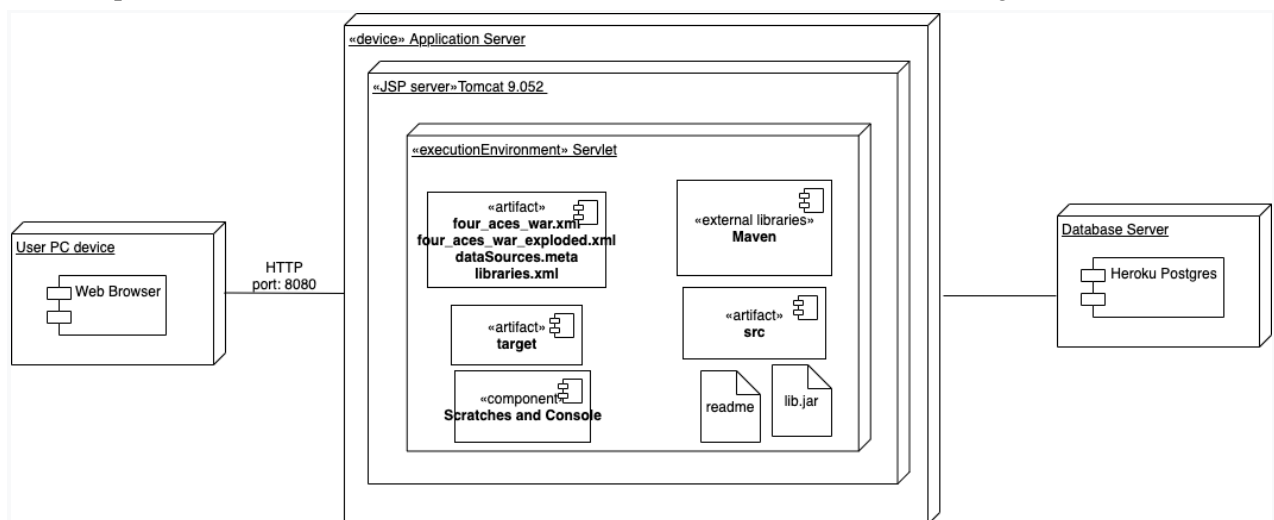 «device» Application Server
«JSP server»Tomcat 9.052
«executionEnvironment» Servlet
«artifact»
four_aces_war.xml
four_aces_war_exploded.xml
dataSources.meta
libraries.xml
«external libraries»
Maven
«artifact»
target
«artifact»
src
«component»
Scratches and Console
readme
lib.jar
User PC device
Web Browser
HTTP
port: 8080
Database Server
Heroku Postgres